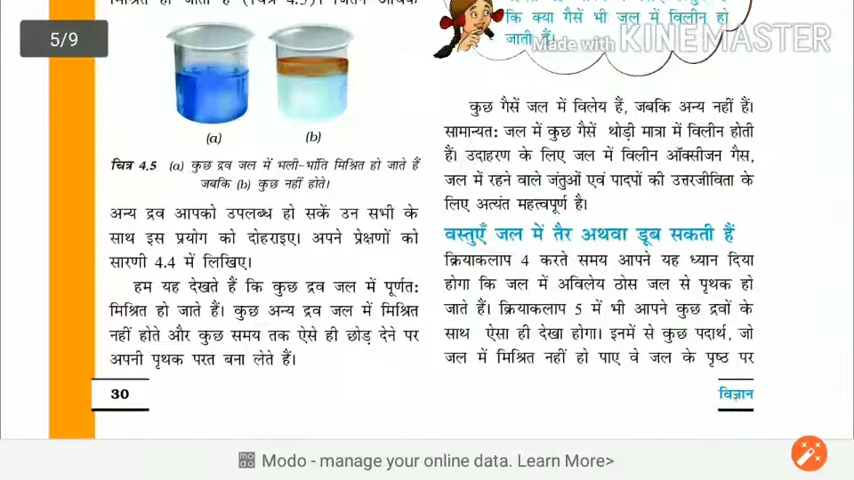 5/9
(a)
(b)
चित्र 4.5 (a) कुछ द्रव जल में भली-भांति मिश्रित हो जाते हैं
जबकि (b) कुछ नहीं होते।
अन्य द्रव आपको उपलब्ध हो सकें उन सभी के
साथ इस प्रयोग को दोहराइए। अपने प्रेक्षणों को
सारणी 4.4 में लिखिए।
हम यह देखते हैं कि कुछ द्रव जल में पूर्णत:
मिश्रित हो जाते हैं। कुछ अन्य द्रव जल में मिश्रित
नहीं होते और कुछ समय तक ऐसे ही छोड़ देने पर
अपनी पृथक परत बना लेते हैं।
30
कि क्या गैसें भी जल में विलीन हो
जाती हैं।
Made with KINEMASTER
कुछ गैसें जल में विलेय हैं, जबकि अन्य नहीं हैं।
सामान्यत: जल में कुछ गैसें थोड़ी मात्रा में विलीन होती
हैं। उदाहरण के लिए जल में विलीन ऑक्सीजन गैस,
जल में रहने वाले जंतुओं एवं पादपों की उत्तरजीविता के
लिए अत्यंत महत्वपूर्ण है।
वस्तुएँ जल में तैर अथवा डूब सकती हैं
क्रियाकलाप 4 करते समय आपने यह ध्यान दिया
होगा कि जल में अविलेय ठोस जल से पृथक हो
जाते हैं। क्रियाकलाप 5 में भी आपने कुछ द्रवों के
साथ ऐसा ही देखा होगा। इनमें से कुछ पदार्थ, जो
जल में मिश्रित नहीं हो पाए वे जल के पृष्ठ पर
विज्ञान
Modo - manage your online data. Learn More>